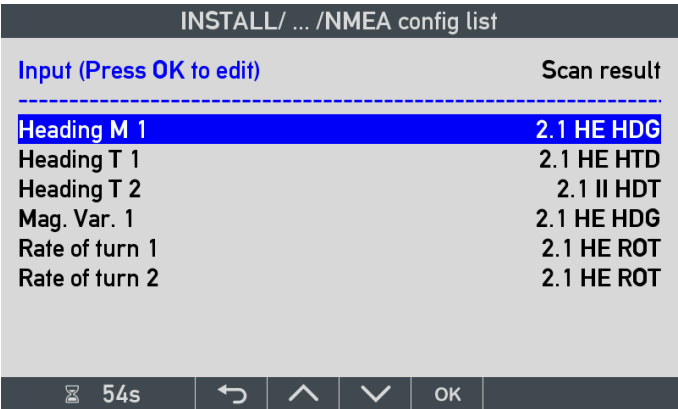 INSTALL/ ... /NMEA config list
Input (Press OK to edit) Scan result
Heading M 1 2.1 HE HDG
Heading T 1 2.1 HE HTD
Heading T 2 2.1 II HDT
Mag. Var. 1 2.1 HE HDG
Rate of turn 1 2.1 HE ROT
Rate of turn 2 2.1 HE ROT
54s OK